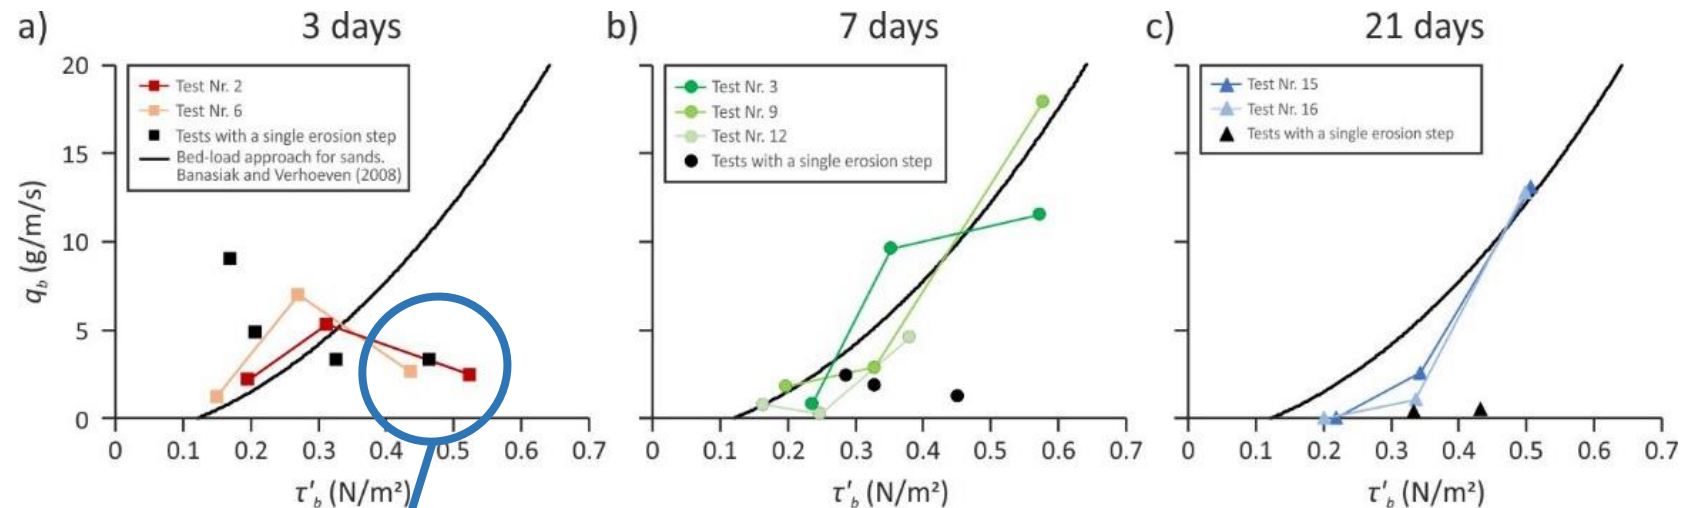 a) 3 days
20
15
10
5
0
q_b (g/m/s)
Test Nr. 2
Test Nr. 6
Tests with a single erosion step
Bed-load approach for sands.
Banasiak and Verhoeven (2008)
0 0.1 0.2 0.3 0.4 0.5 0.6 0.7
τ'_b (N/m²)
b) 7 days
Test Nr. 3
Test Nr. 9
Test Nr. 12
Tests with a single erosion step
0 0.1 0.2 0.3 0.4 0.5 0.6 0.7
τ'_b (N/m²)
c) 21 days
Test Nr. 15
Test Nr. 16
Tests with a single erosion step
0 0.1 0.2 0.3 0.4 0.5 0.6 0.7
τ'_b (N/m²)